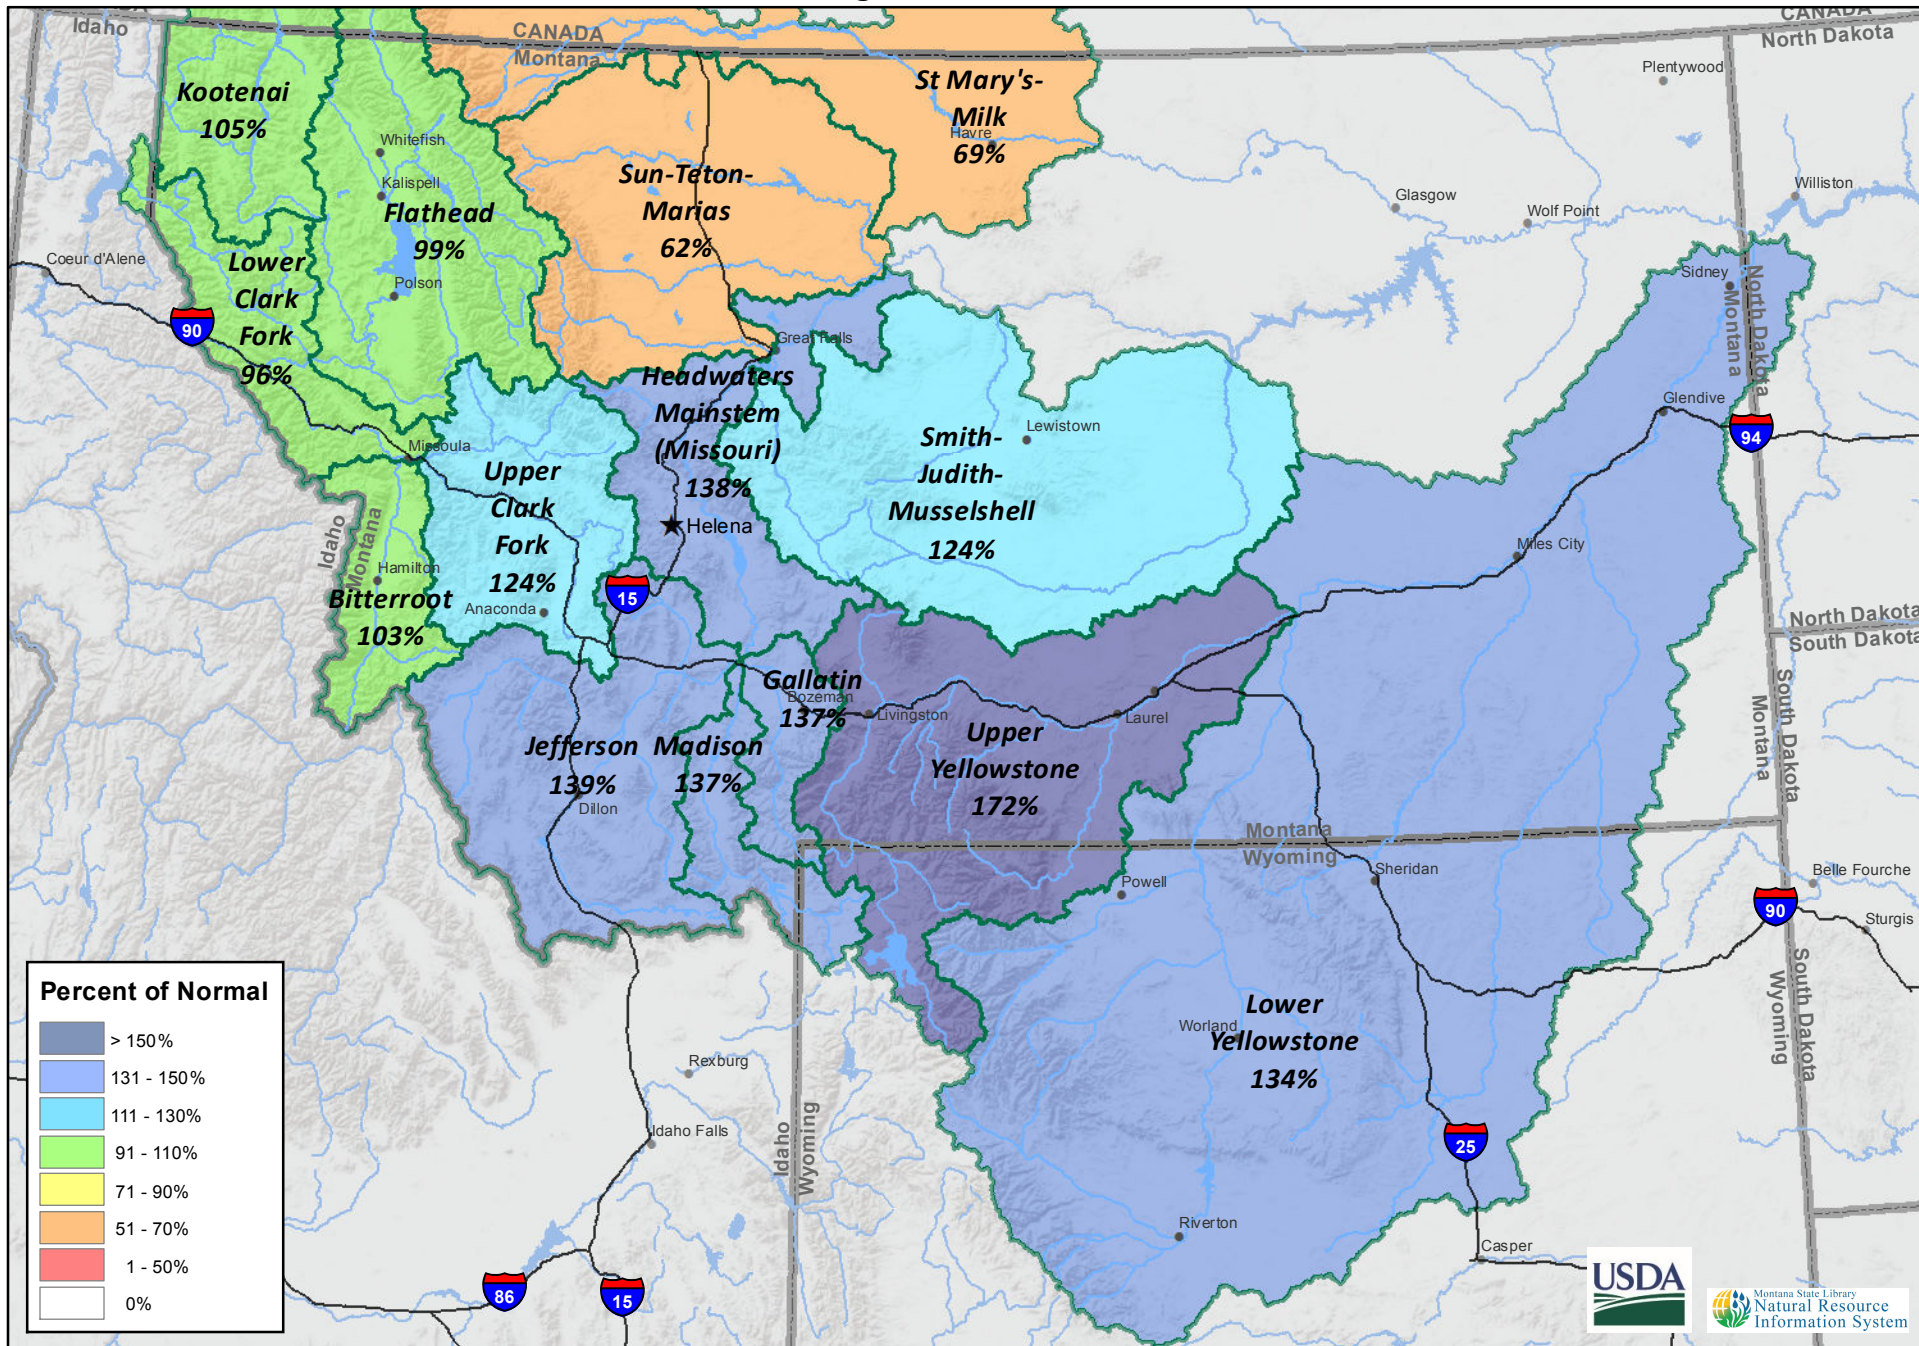 Idaho
CANADA
Montana
CANADA
North Dakota
Kootenai
105%
Whitefish
Kalispell
Flathead
99%
Polson
Sun-Teton-
Marias
62%
St Mary's-
Milk
Havre
69%
Plentywood
Glasgow
Wolf Point
Williston
Coeur d'Alene
Lower
Clark
Fork
96%
90
Sidney
North Dakota
Montana
Great Falls
Headwaters
Mainstem
(Missouri)
138%
Helena
Lewistown
Smith-
Judith-
Musselshell
124%
Glendive
94
Missoula
Upper
Clark
Fork
124%
Anaconda
15
Idaho
Montana
Hamilton
Bitterroot
103%
Miles City
North Dakota
South Dakota
Gallatin
Bozeman
137%
Livingston
Laurel
Jefferson
139%
Dillon
Madison
137%
Upper
Yellowstone
172%
South Dakota
Montana
Montana
Wyoming
Powell
Sheridan
Belle Fourche
90
Sturgis
South Dakota
Wyoming
Percent of Normal
> 150%
131 - 150%
111 - 130%
91 - 110%
71 - 90%
51 - 70%
1 - 50%
0%
Worland
Lower
Yellowstone
134%
Rexburg
Idaho Falls
Idaho
Wyoming
25
Riverton
Casper
86
15
USDA
Montana State Library
Natural Resource
Information System